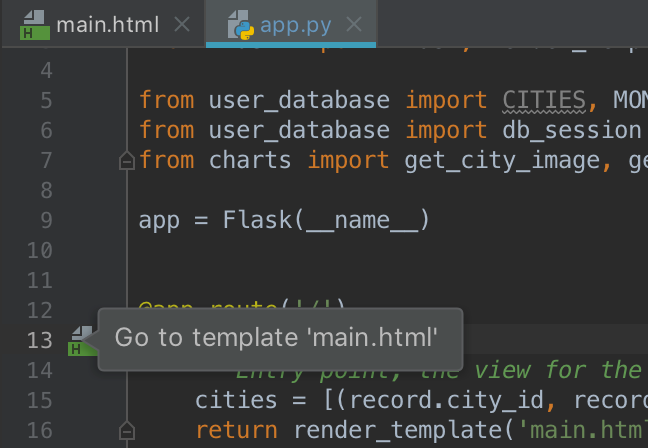 main.html app.py
4
5 from user_database import CITIES, MON
6 from user_database import db_session
7 from charts import get_city_image, ge
8
9 app = Flask(__name__)
10
11
12 @app.route('/')
13 Go to template 'main.html'
14 Entry point, the view for the
15 cities = [(record.city_id, recor
16 return render_template('main.htm